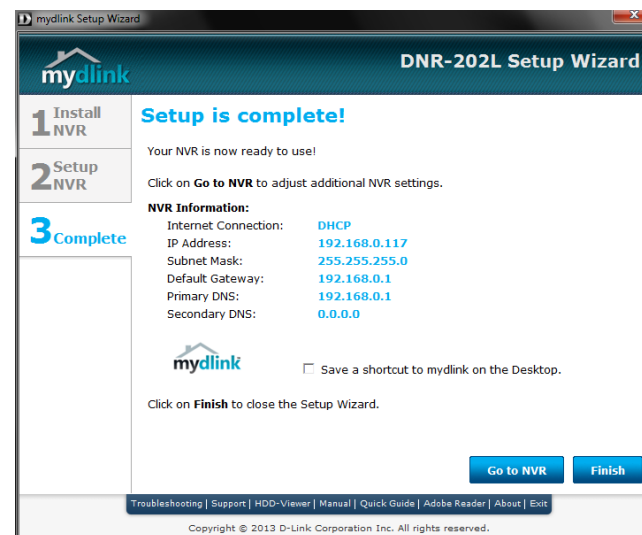 mydlink Setup Wizard
mydlink
DNR-202L Setup Wizard
1 Install NVR
2 Setup NVR
3 Complete
Setup is complete!
Your NVR is now ready to use!
Click on Go to NVR to adjust additional NVR settings.
NVR Information:
Internet Connection: DHCP
IP Address: 192.168.0.117
Subnet Mask: 255.255.255.0
Default Gateway: 192.168.0.1
Primary DNS: 192.168.0.1
Secondary DNS: 0.0.0.0
mydlink
Save a shortcut to mydlink on the Desktop.
Click on Finish to close the Setup Wizard.
Go to NVR Finish
Troubleshooting | Support | HDD-Viewer | Manual | Quick Guide | Adobe Reader | About | Exit
Copyright © 2013 D-Link Corporation Inc. All rights reserved.